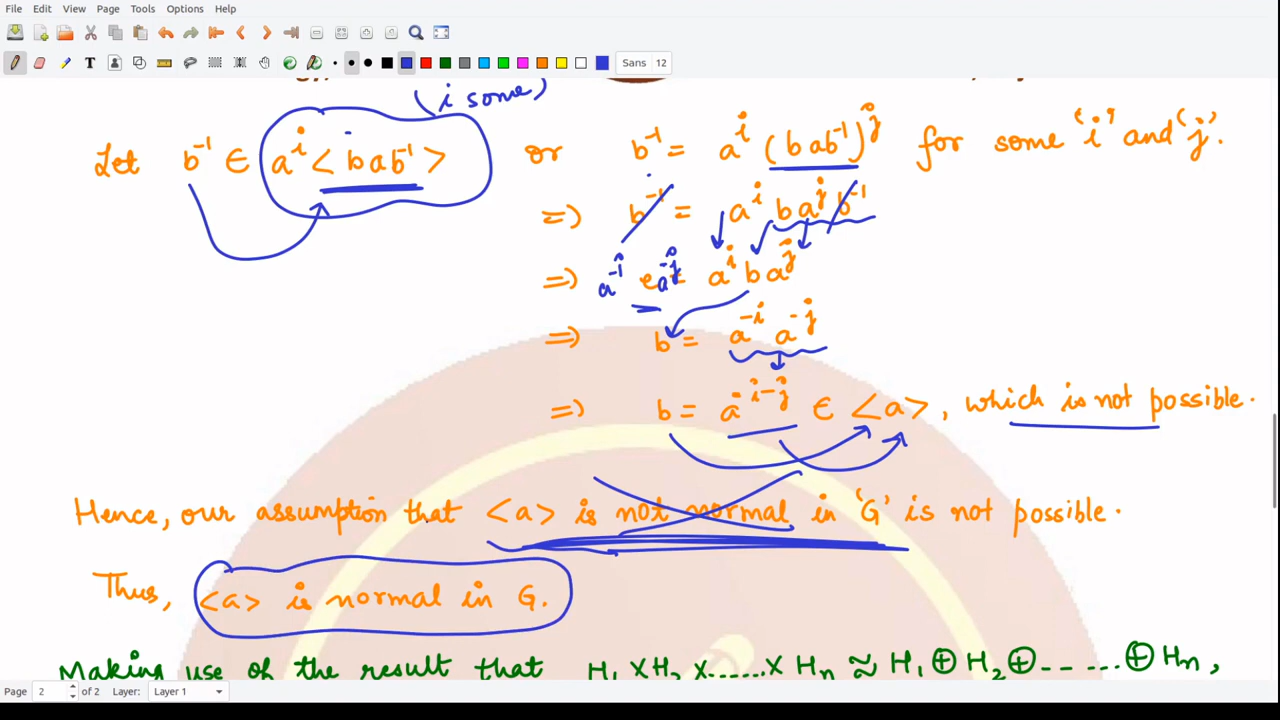 File Edit View Page Tools Options Help
T Sans 12
(i some)
Let b⁻¹ ∈ aⁱ <bab⁻¹> or b⁻¹ = aⁱ (bab⁻¹)ʲ for some 'i' and 'j'.
=) b⁻¹ = aⁱ b aʲ b⁻¹
=) a⁻ⁱ e a⁻ʲ = aⁱ b aʲ
=) b = a⁻ⁱ a⁻ʲ
=) b = a⁻ⁱ⁻ʲ ∈ <a>, which is not possible.
Hence, our assumption that <a> is not normal in 'G' is not possible.
Thus, <a> is normal in G.
Making use of the result that H₁ X H₂ X......X Hₙ ≈ H₁ ⊕ H₂ ⊕-- -...⊕ Hₙ,
Page 2 of 2 Layer: Layer 1